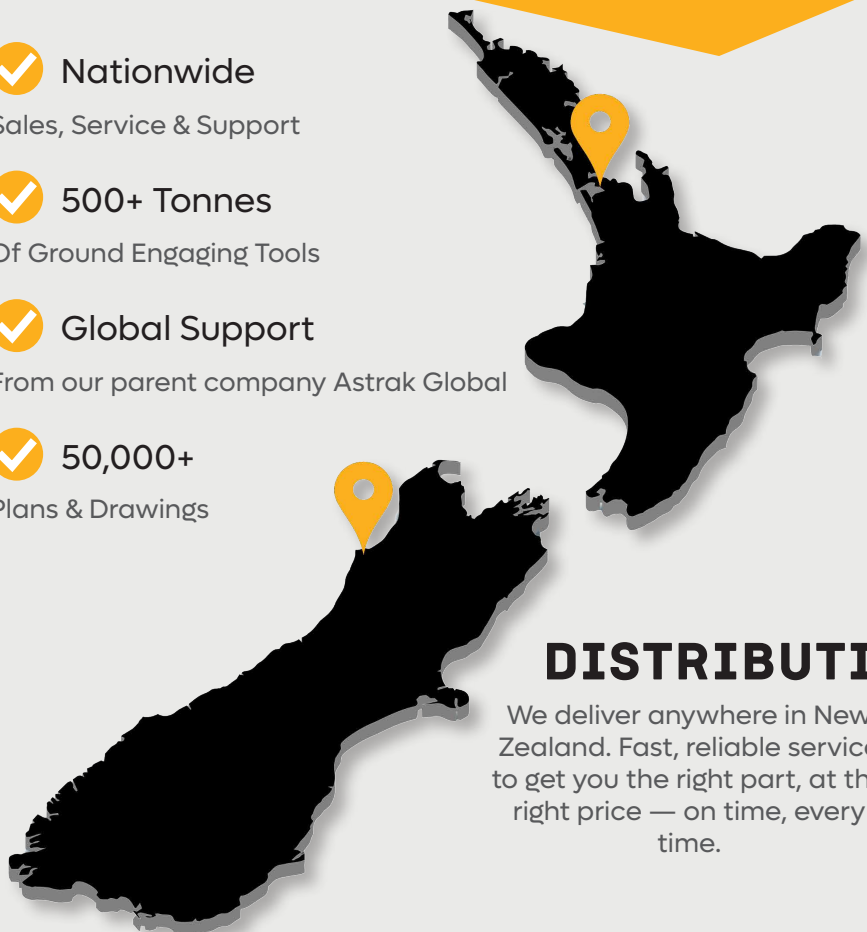 Nationwide
Sales, Service & Support
500+ Tonnes
Of Ground Engaging Tools
Global Support
From our parent company Astrak Global
50,000+
Plans & Drawings
DISTRIBUTI
We deliver anywhere in New
Zealand. Fast, reliable service
to get you the right part, at th
right price — on time, every
time.